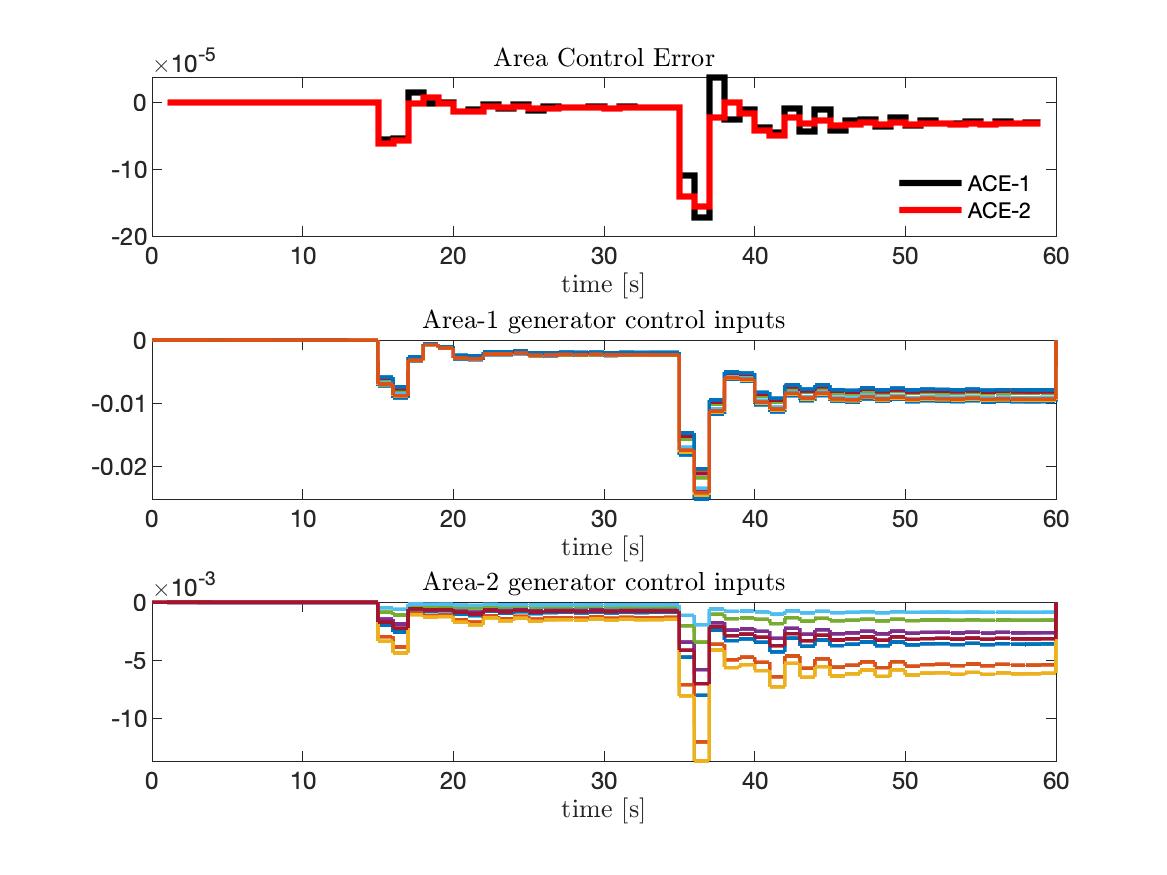 ×10-5
Area Control Error
0
-10
-20
ACE-1
ACE-2
0 10 20 30 40 50 60
time [s]
Area-1 generator control inputs
0
-0.01
-0.02
0 10 20 30 40 50 60
time [s]
×10-3
Area-2 generator control inputs
0
-5
-10
0 10 20 30 40 50 60
time [s]